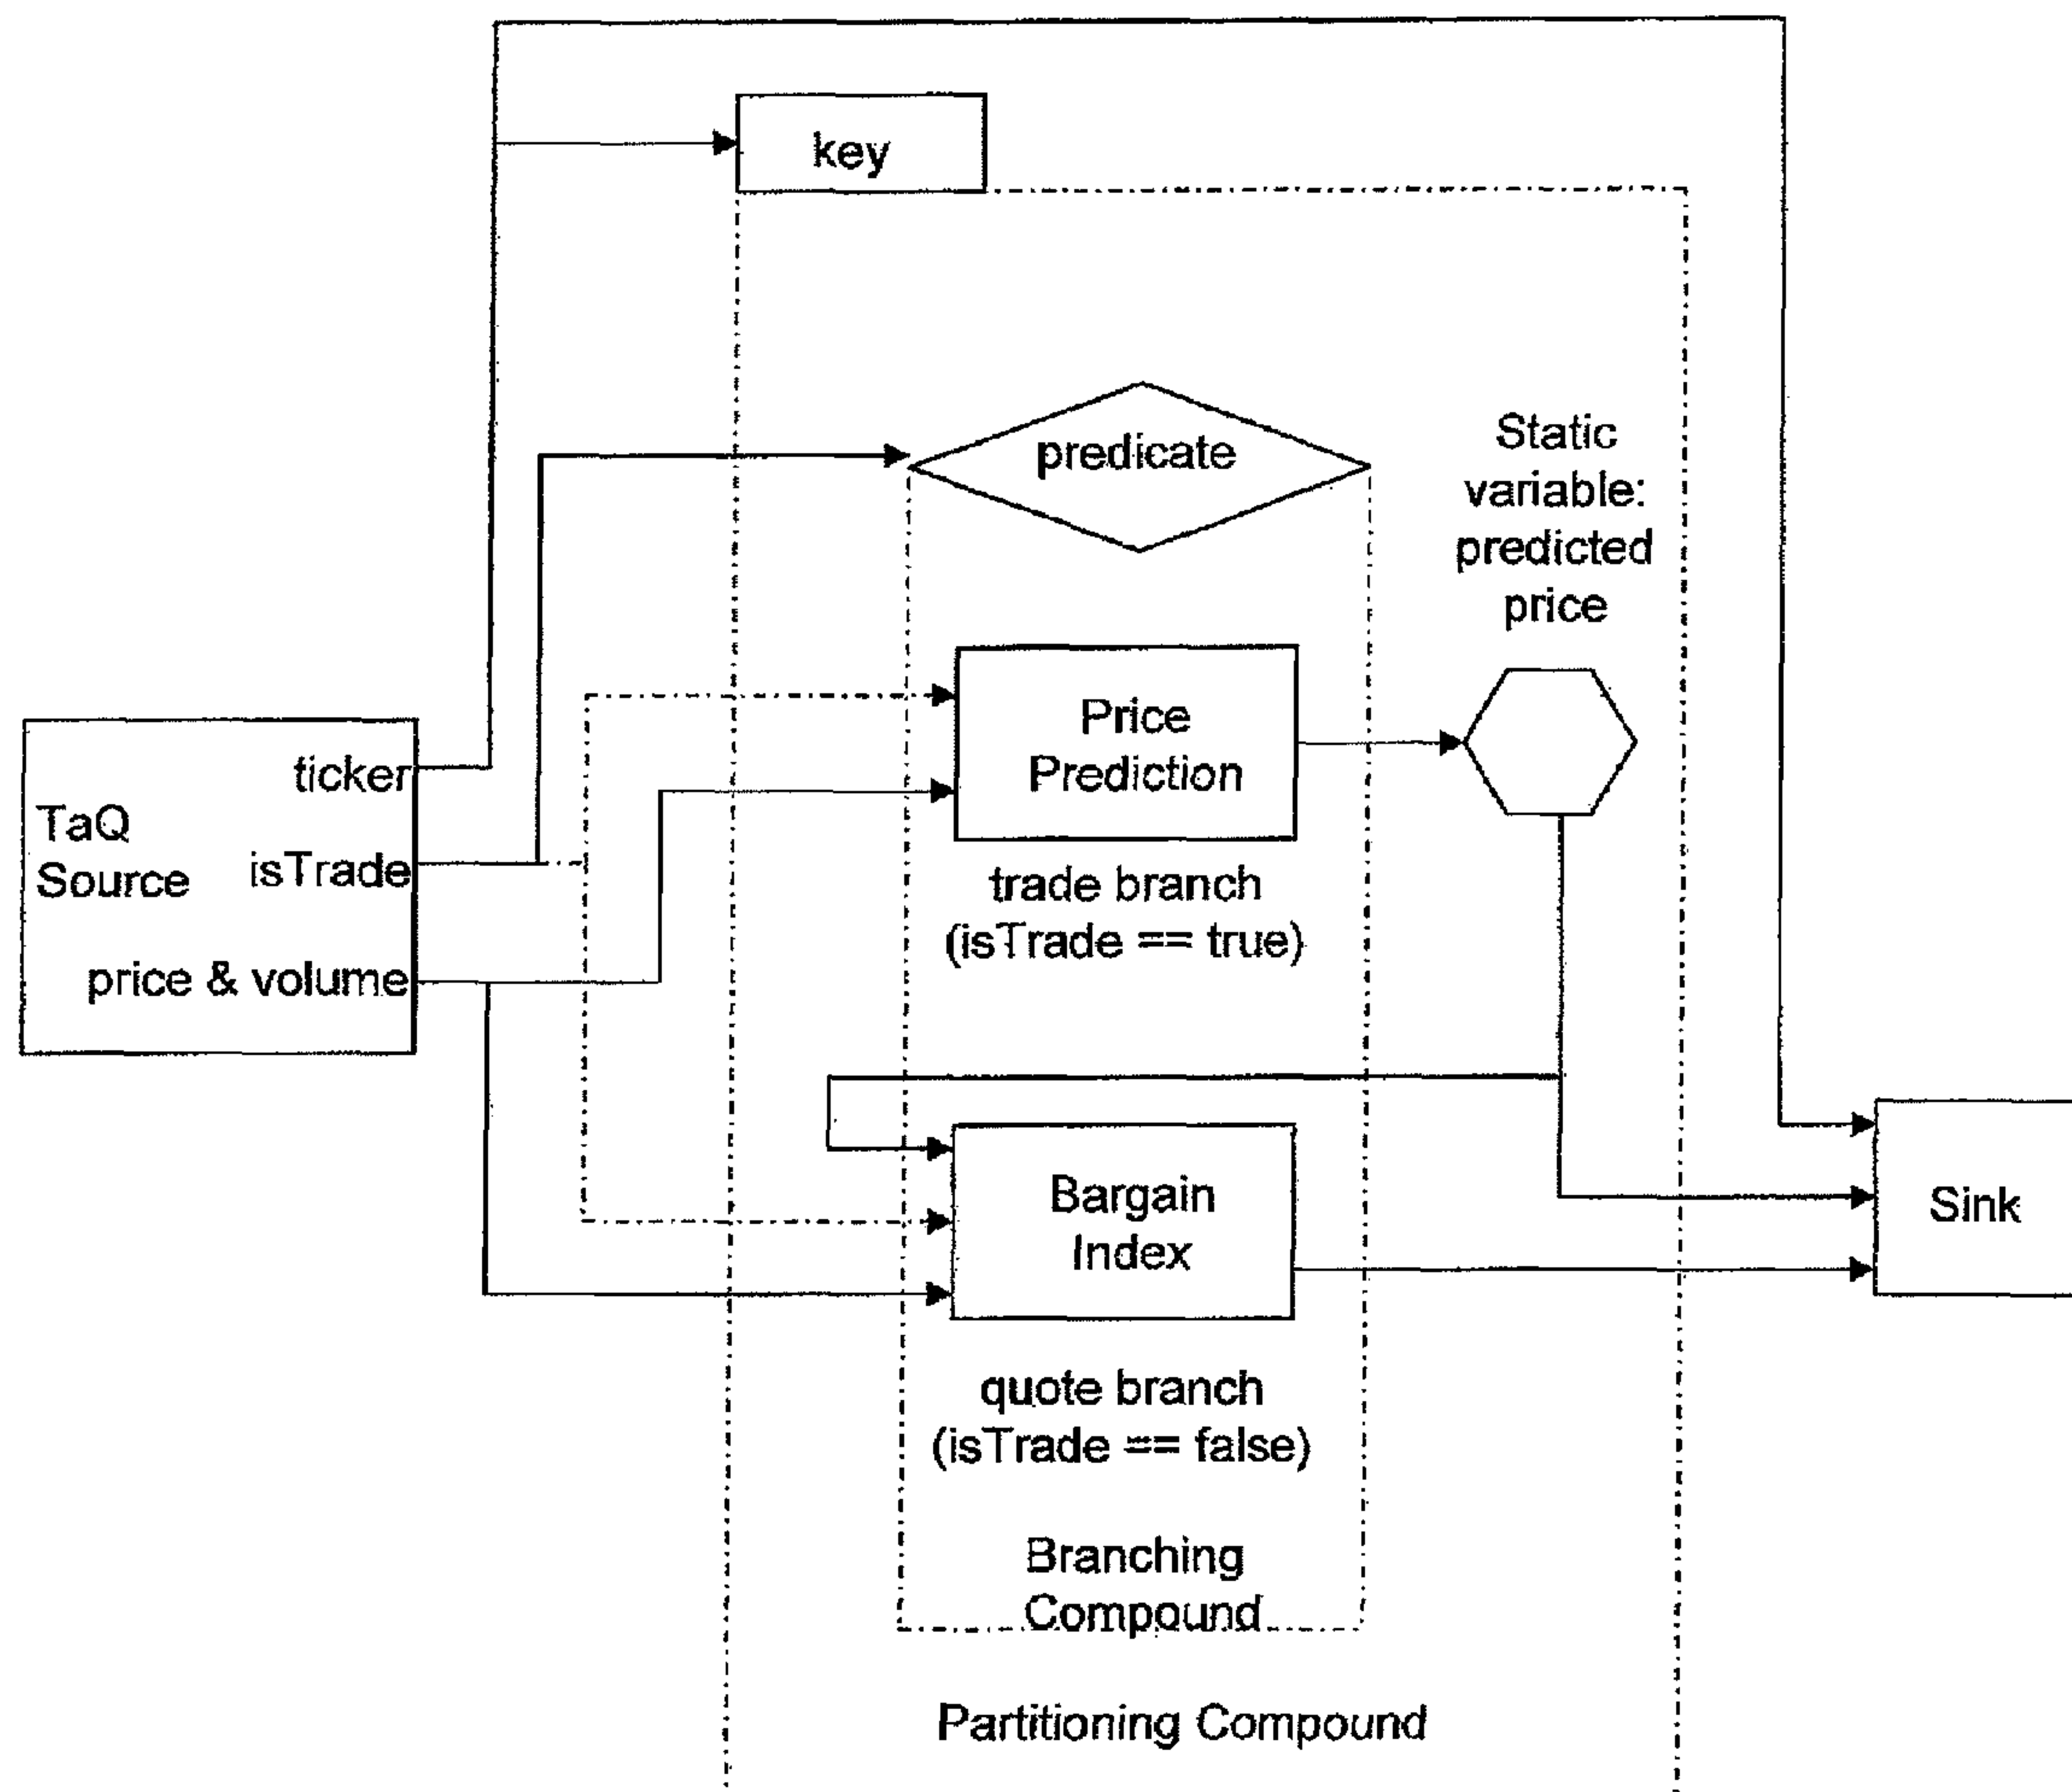 key
predicate
Static
variable:
predicted
price
Price
Prediction
ticker
TaQ
Source
isTrade
price & volume
trade branch
(isTrade == true)
Bargain
Index
Sink
quote branch
(isTrade == false)
Branching
Compound
Partitioning Compound